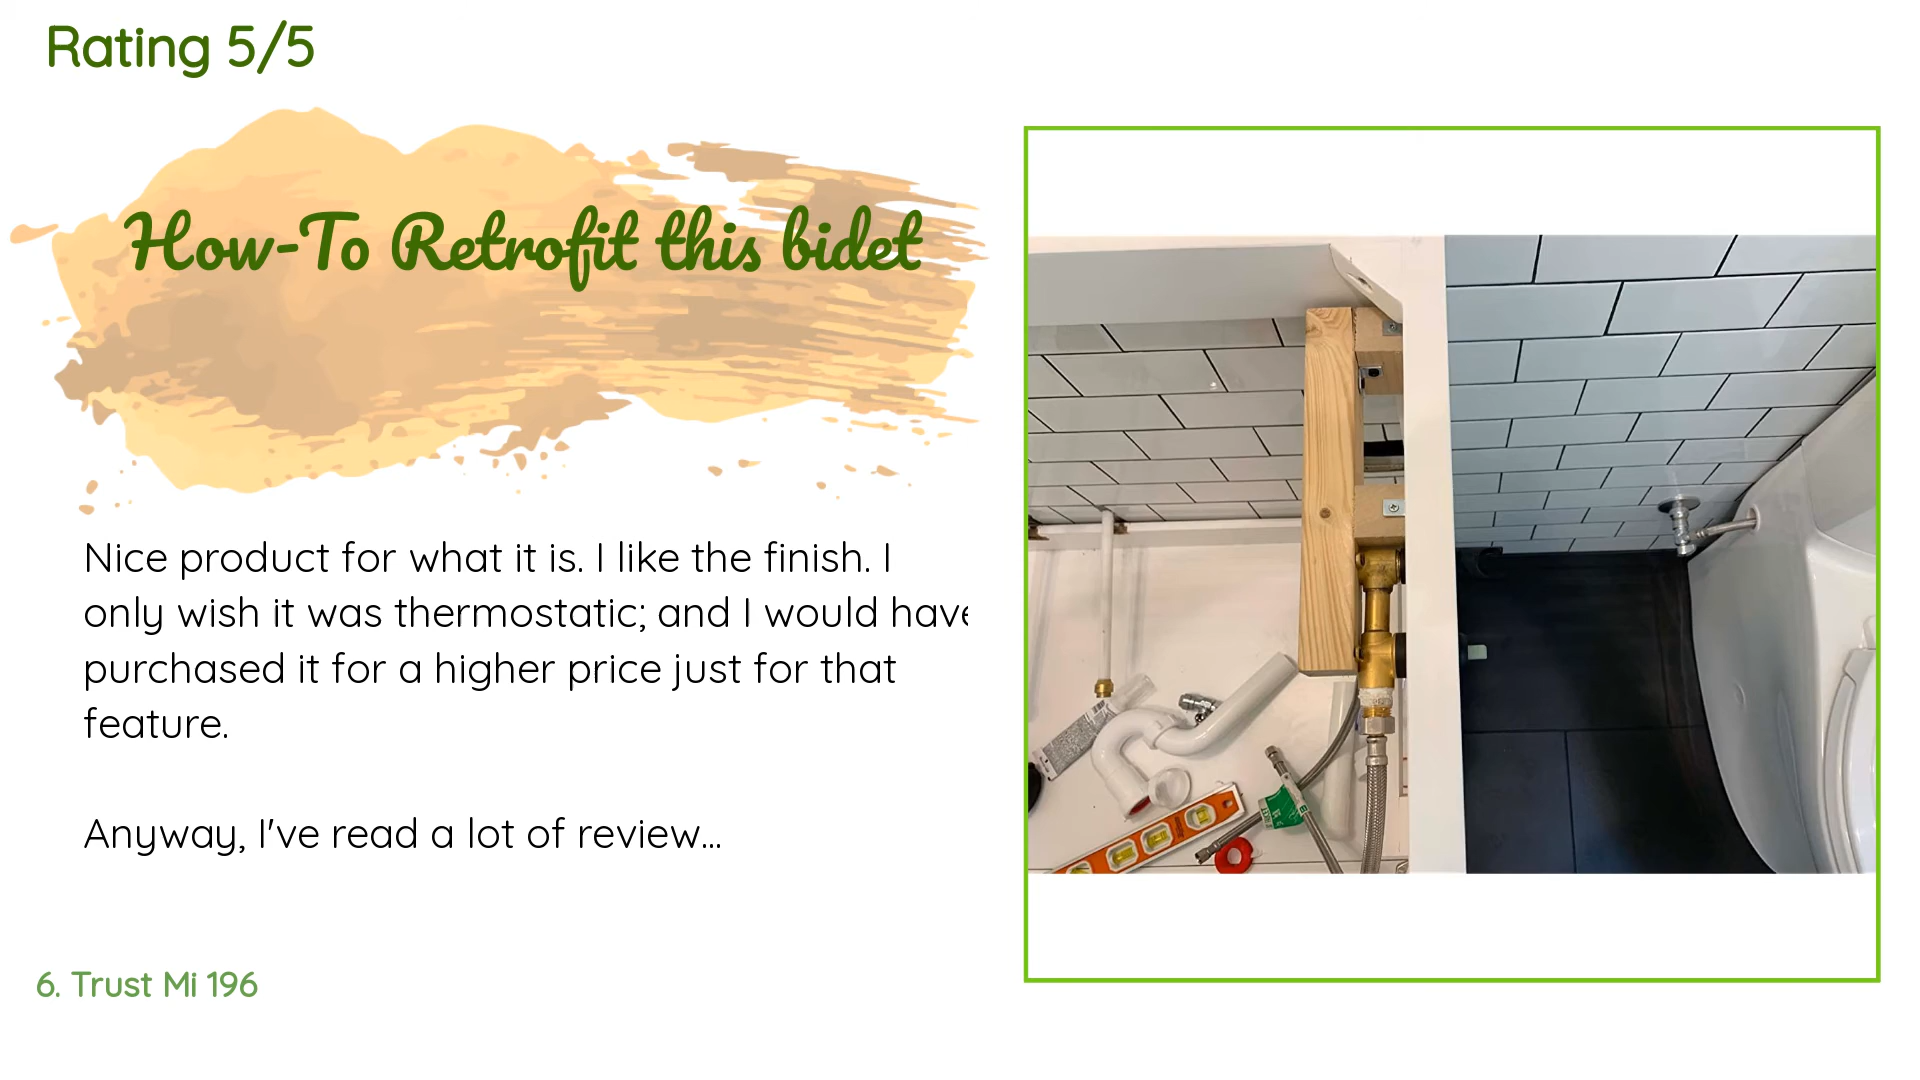 Rating 5/5
How-To Retrofit this bidet
Nice product for what it is. I like the finish. I
only wish it was thermostatic; and I would have
purchased it for a higher price just for that
feature.
Anyway, I've read a lot of review...
6. Trust Mi 196